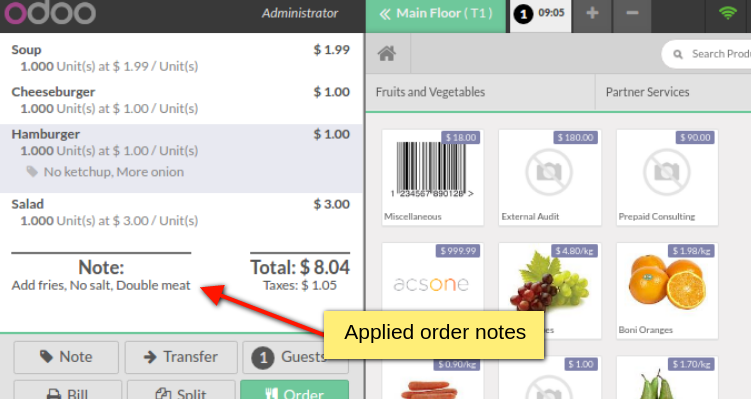 odoo
Administrator
Main Floor ( T1 )
1 09:05
Search Prod
Soup $ 1.99
1.000 Unit(s) at $ 1.99 / Unit(s)
Cheeseburger $ 1.00
1.000 Unit(s) at $ 1.00 / Unit(s)
Hamburger $ 1.00
1.000 Unit(s) at $ 1.00 / Unit(s)
No ketchup, More onion
Salad $ 3.00
1.000 Unit(s) at $ 3.00 / Unit(s)
Note:
Add fries, No salt, Double meat
Total: $ 8.04
Taxes: $ 1.05
Note
Transfer
1 Guests
Bill
Split
Order
Fruits and Vegetables
Partner Services
$ 18.00
1 234567 890128 >
Miscellaneous
$ 180.00
External Audit
$ 90.00
Prepaid Consulting
$ 999.99
acsone
$ 4.80/kg
$ 1.98/kg
Boni Oranges
Applied order notes
$ 0.90/kg
$ 1.00
$ 1.70/kg